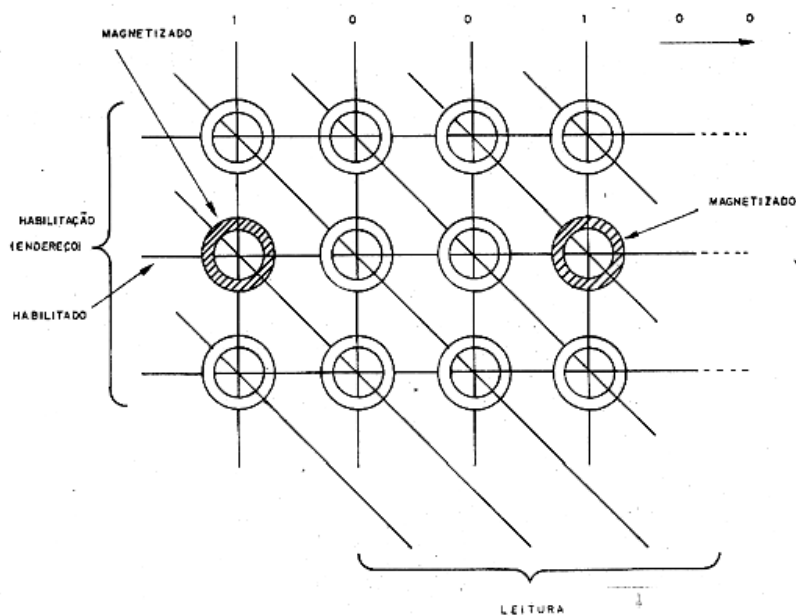 1 0 0 1 0 0
MAGNETIZADO
HABILITAÇÃO
(ENDEREÇO)
MAGNETIZADO
HABILITADO
LEITURA